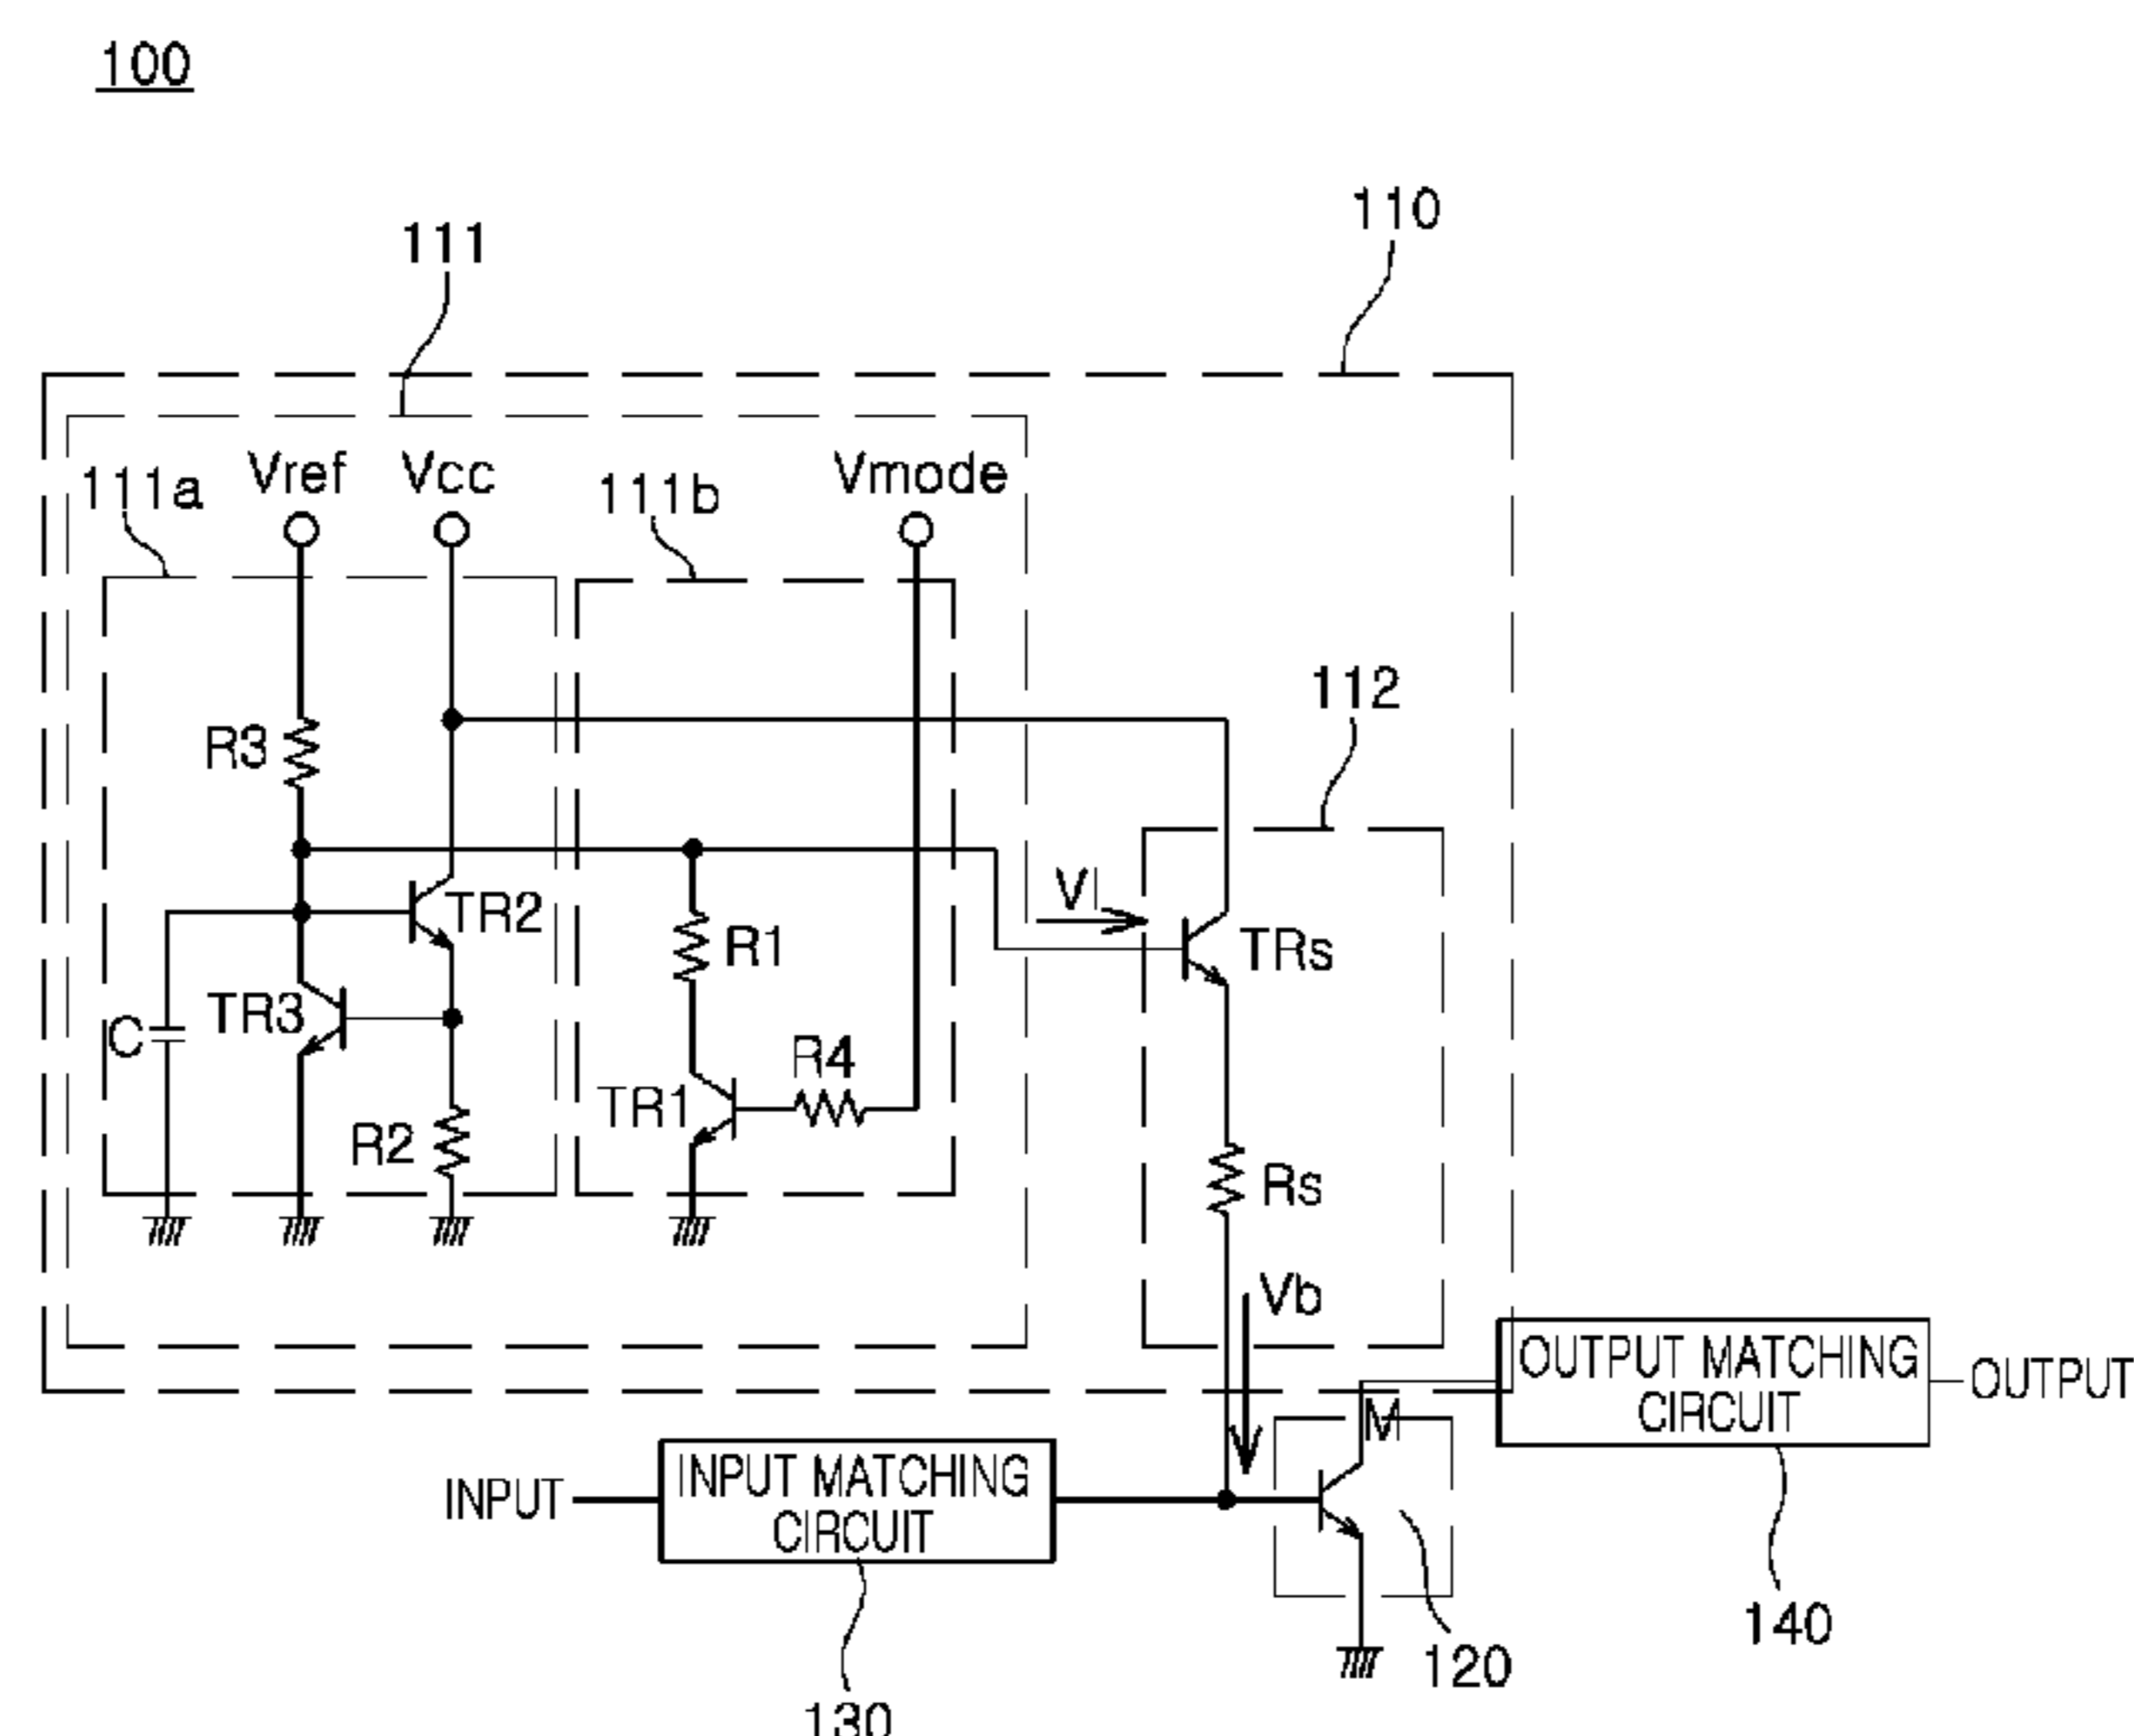 100
110
111
Vref
Vcc
Vmode
111a
111b
112
R3
VI
TR2
R1
TRs
TR3
C
R4
TR1
R2
Rs
Vb
OUTPUT MATCHING
CIRCUIT
OUTPUT
M
INPUT
INPUT MATCHING
CIRCUIT
140
120
130